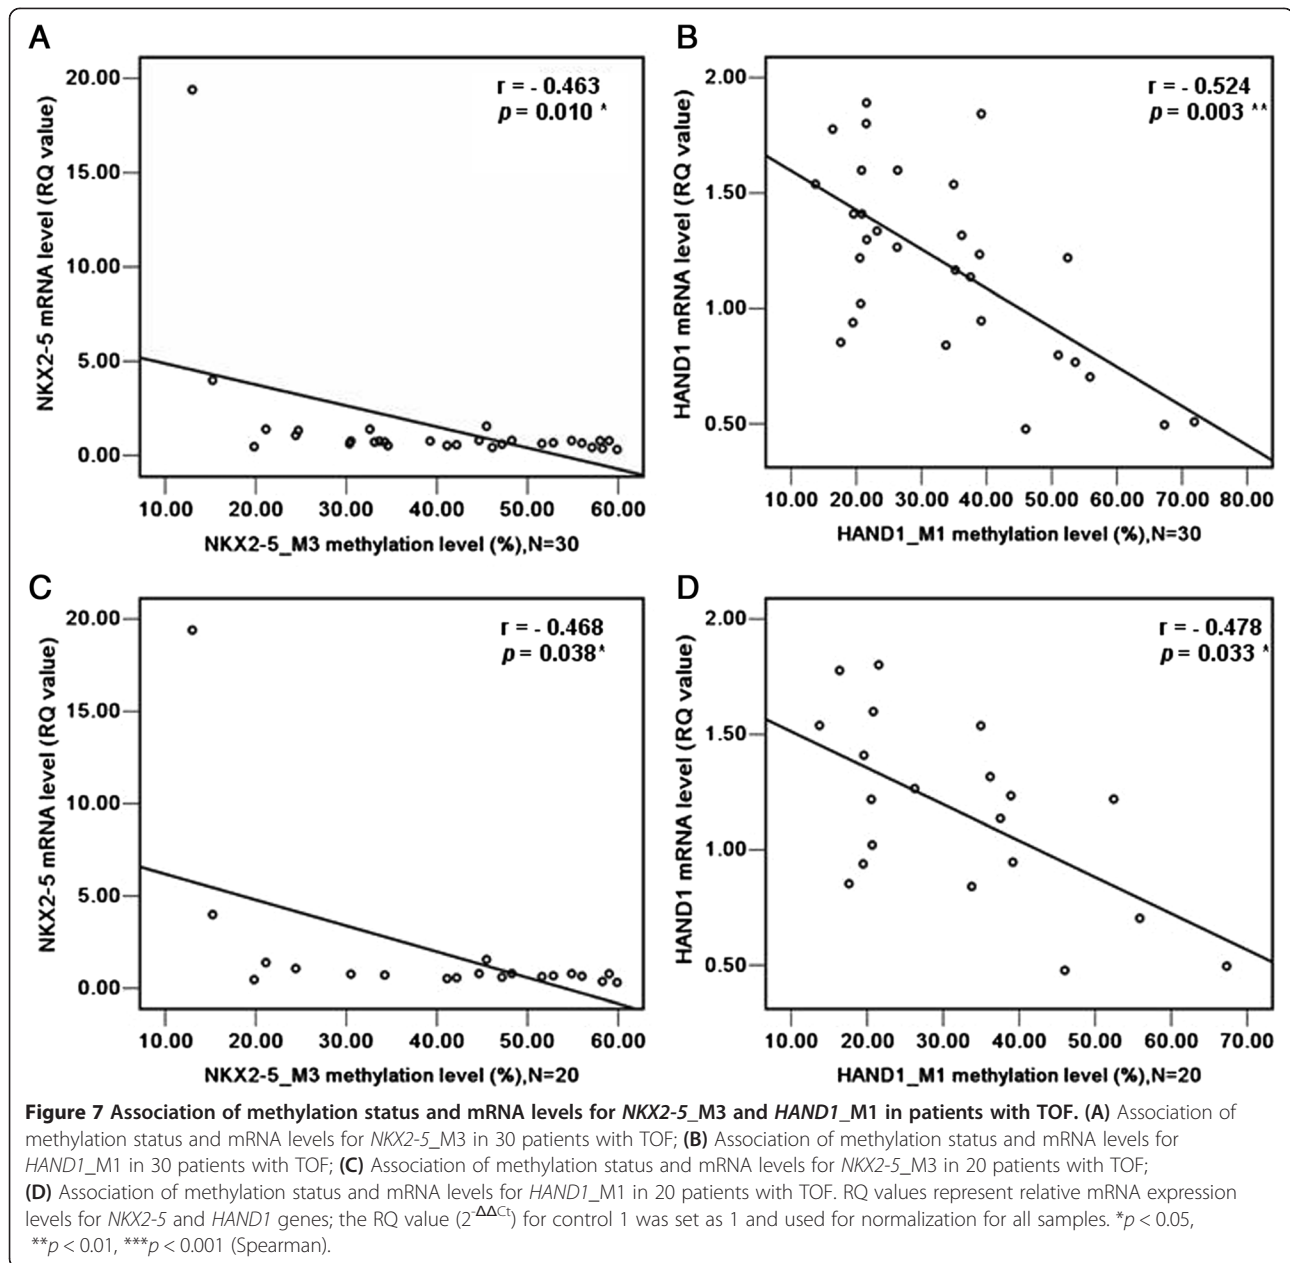 A
r = - 0.463
p = 0.010 *
NKX2-5 mRNA level (RQ value)
20.00
15.00
10.00
5.00
0.00
10.00 20.00 30.00 40.00 50.00 60.00
NKX2-5_M3 methylation level (%),N=30
B
r = - 0.524
p = 0.003 **
HAND1 mRNA level (RQ value)
2.00
1.50
1.00
0.50
10.00 20.00 30.00 40.00 50.00 60.00 70.00 80.00
HAND1_M1 methylation level (%),N=30
C
r = - 0.468
p = 0.038*
NKX2-5 mRNA level (RQ value)
20.00
15.00
10.00
5.00
0.00
10.00 20.00 30.00 40.00 50.00 60.00
NKX2-5_M3 methylation level (%),N=20
D
r = - 0.478
p = 0.033 *
HAND1 mRNA level (RQ value)
2.00
1.50
1.00
0.50
10.00 20.00 30.00 40.00 50.00 60.00 70.00
HAND1_M1 methylation level (%),N=20
Figure 7 Association of methylation status and mRNA levels for NKX2-5_M3 and HAND1_M1 in patients with TOF. (A) Association of
methylation status and mRNA levels for NKX2-5_M3 in 30 patients with TOF; (B) Association of methylation status and mRNA levels for
HAND1_M1 in 30 patients with TOF; (C) Association of methylation status and mRNA levels for NKX2-5_M3 in 20 patients with TOF;
(D) Association of methylation status and mRNA levels for HAND1_M1 in 20 patients with TOF. RQ values represent relative mRNA expression
levels for NKX2-5 and HAND1 genes; the RQ value (2-ΔΔCt) for control 1 was set as 1 and used for normalization for all samples. *p < 0.05,
**p < 0.01, ***p < 0.001 (Spearman).